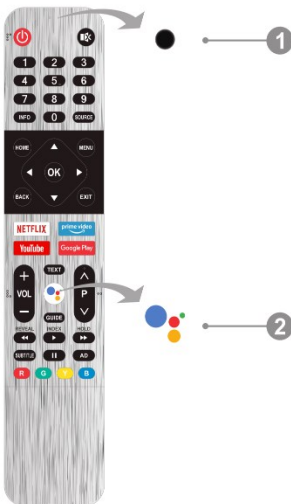 1
1 2 3
4 5 6
7 8 9
INFO 0 SOURCE
HOME MENU
OK
BACK EXIT
NETFLIX prime video
YouTube Google Play
TEXT
+ VOL - P
GUIDE
REVEAL INDEX HOLD
2
SUBTITLE AD
R G Y B